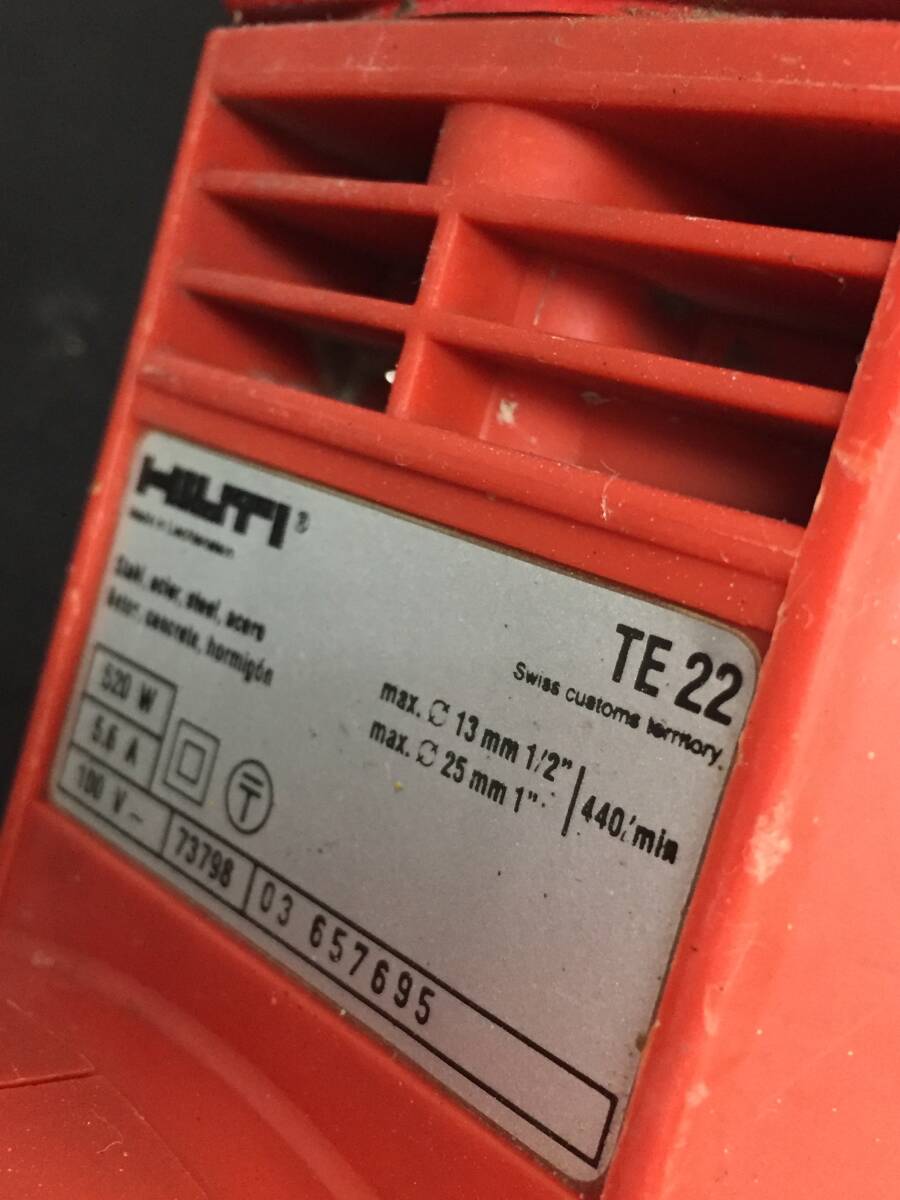 HILTI®
Made in Liechtenstein
TE 22
Swiss customs territory
Stahl, acier, steel, acero
max. ∅ 13 mm 1/2"
Beton, concrete, hormigón
max. ∅ 25 mm 1"
440/min
520 W
5.6 A
100 V ~
73798
03 657695